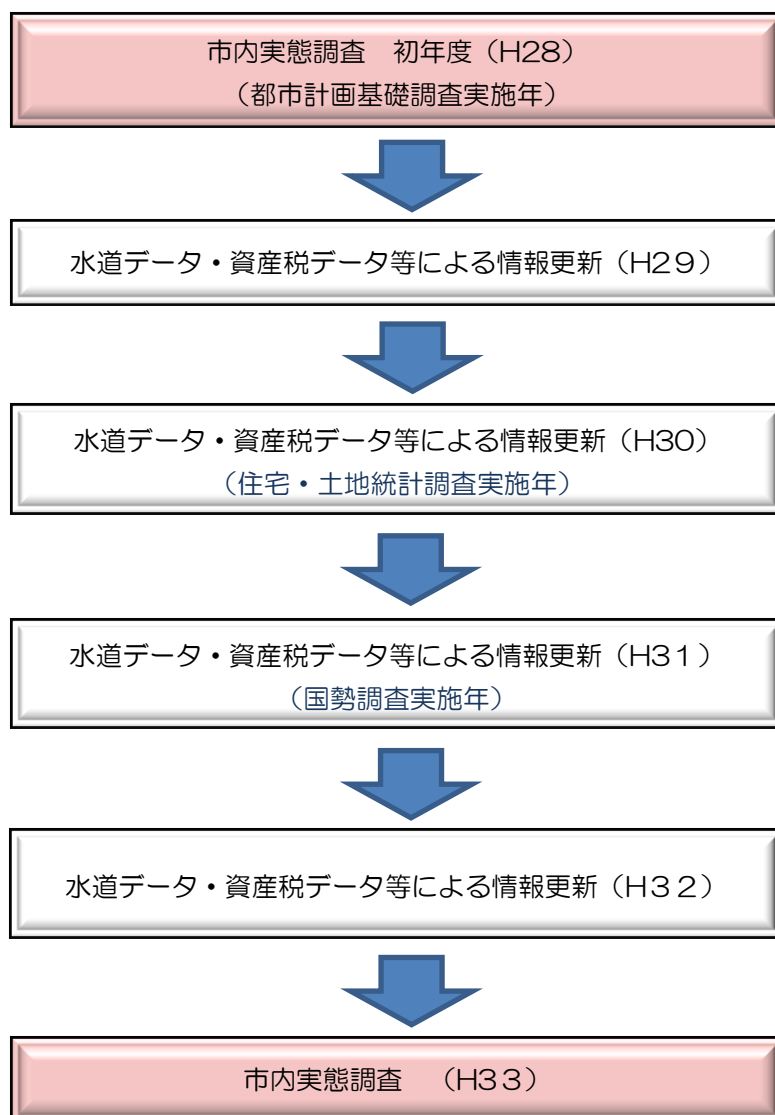 市内実態調査　初年度（H28）
（都市計画基礎調査実施年）
水道データ・資産税データ等による情報更新（H29）
水道データ・資産税データ等による情報更新（H30）
（住宅・土地統計調査実施年）
水道データ・資産税データ等による情報更新（H31）
（国勢調査実施年）
水道データ・資産税データ等による情報更新（H３２）
市内実態調査　（H３３）